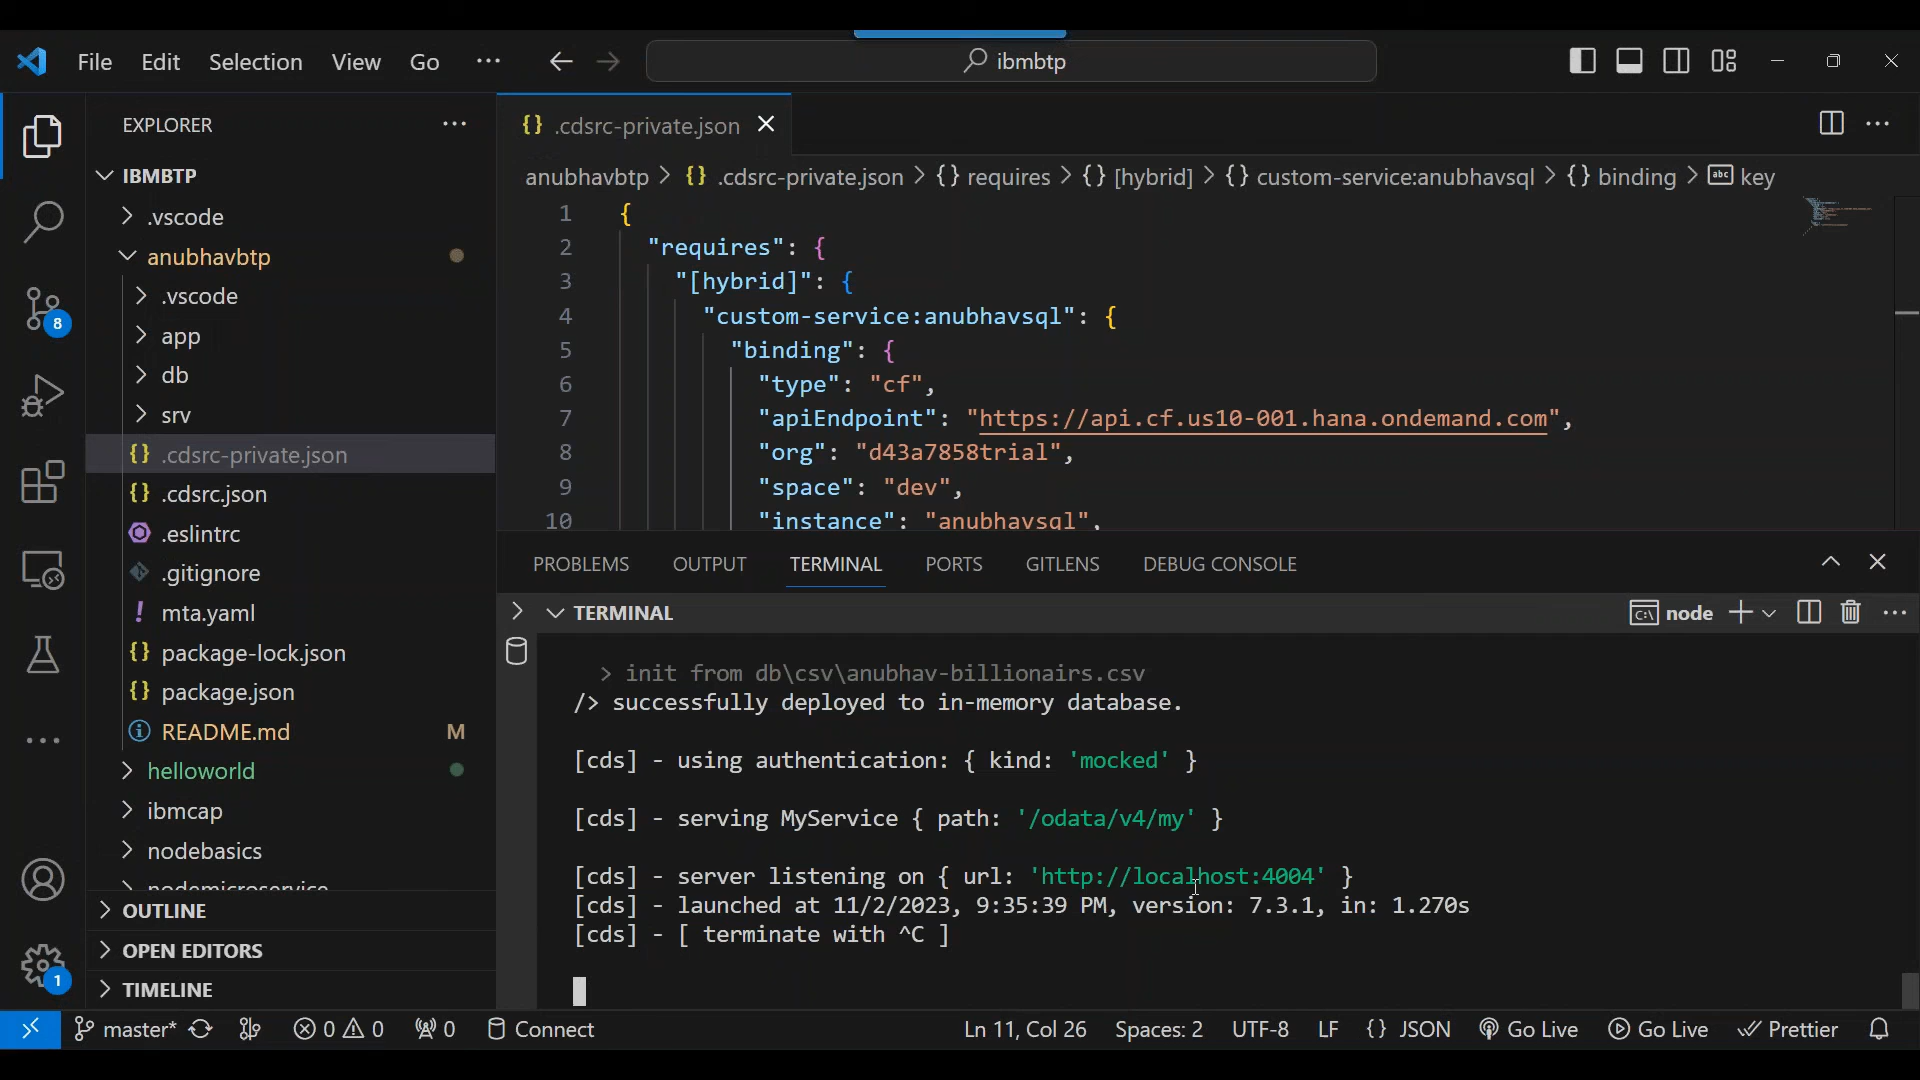 File Edit Selection View Go ··· ibmbtp
EXPLORER ···
IBMBTP
.vscode
anubhavbtp
.vscode
app
db
srv
{} .cdsrc-private.json
{} .cdsrc.json
.eslintrc
.gitignore
! mta.yaml
{} package-lock.json
{} package.json
README.md M
helloworld
ibmcap
nodebasics
nodemicroservice
OUTLINE
OPEN EDITORS
TIMELINE
8
1
{} .cdsrc-private.json
anubhavbtp > {} .cdsrc-private.json > {} requires > {} [hybrid] > {} custom-service:anubhavsql > {} binding > abc key
1 {
2 "requires": {
3 "[hybrid]": {
4 "custom-service:anubhavsql": {
5 "binding": {
6 "type": "cf",
7 "apiEndpoint": "https://api.cf.us10-001.hana.ondemand.com",
8 "org": "d43a7858trial",
9 "space": "dev",
10 "instance": "anubhavsql",
PROBLEMS OUTPUT TERMINAL PORTS GITLENS DEBUG CONSOLE
TERMINAL node
> init from db\csv\anubhav-billionairs.csv
/> successfully deployed to in-memory database.
[cds] - using authentication: { kind: 'mocked' }
[cds] - serving MyService { path: '/odata/v4/my' }
[cds] - server listening on { url: 'http://localhost:4004' }
[cds] - launched at 11/2/2023, 9:35:39 PM, version: 7.3.1, in: 1.270s
[cds] - [ terminate with ^C ]
master* 0 0 0 Connect Ln 11, Col 26 Spaces: 2 UTF-8 LF {} JSON Go Live Go Live Prettier